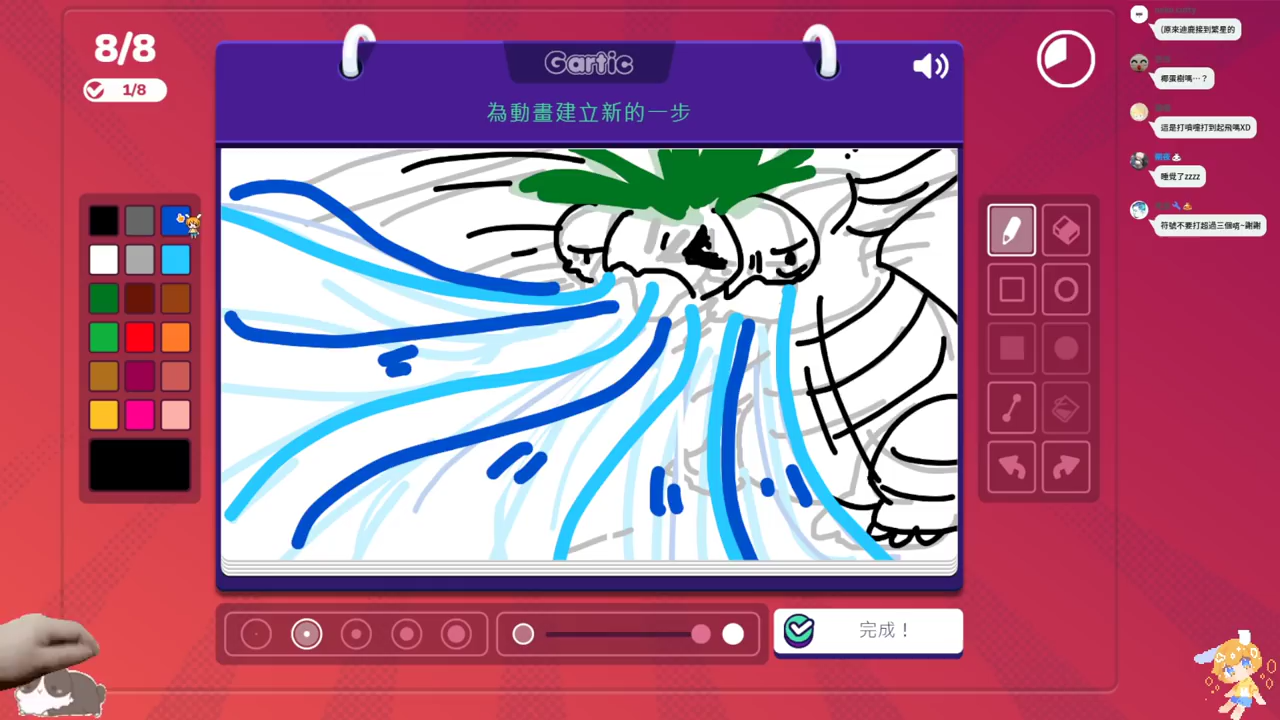 8/8
1/8
Gartic
為動畫建立新的一步
完成！
(原來迪鹿接到繁星的
椰蛋樹嗎…？
這是打噴嚏打到起飛嗎XD
睡覺了zzzz
符號不要打超過三個唷~謝謝